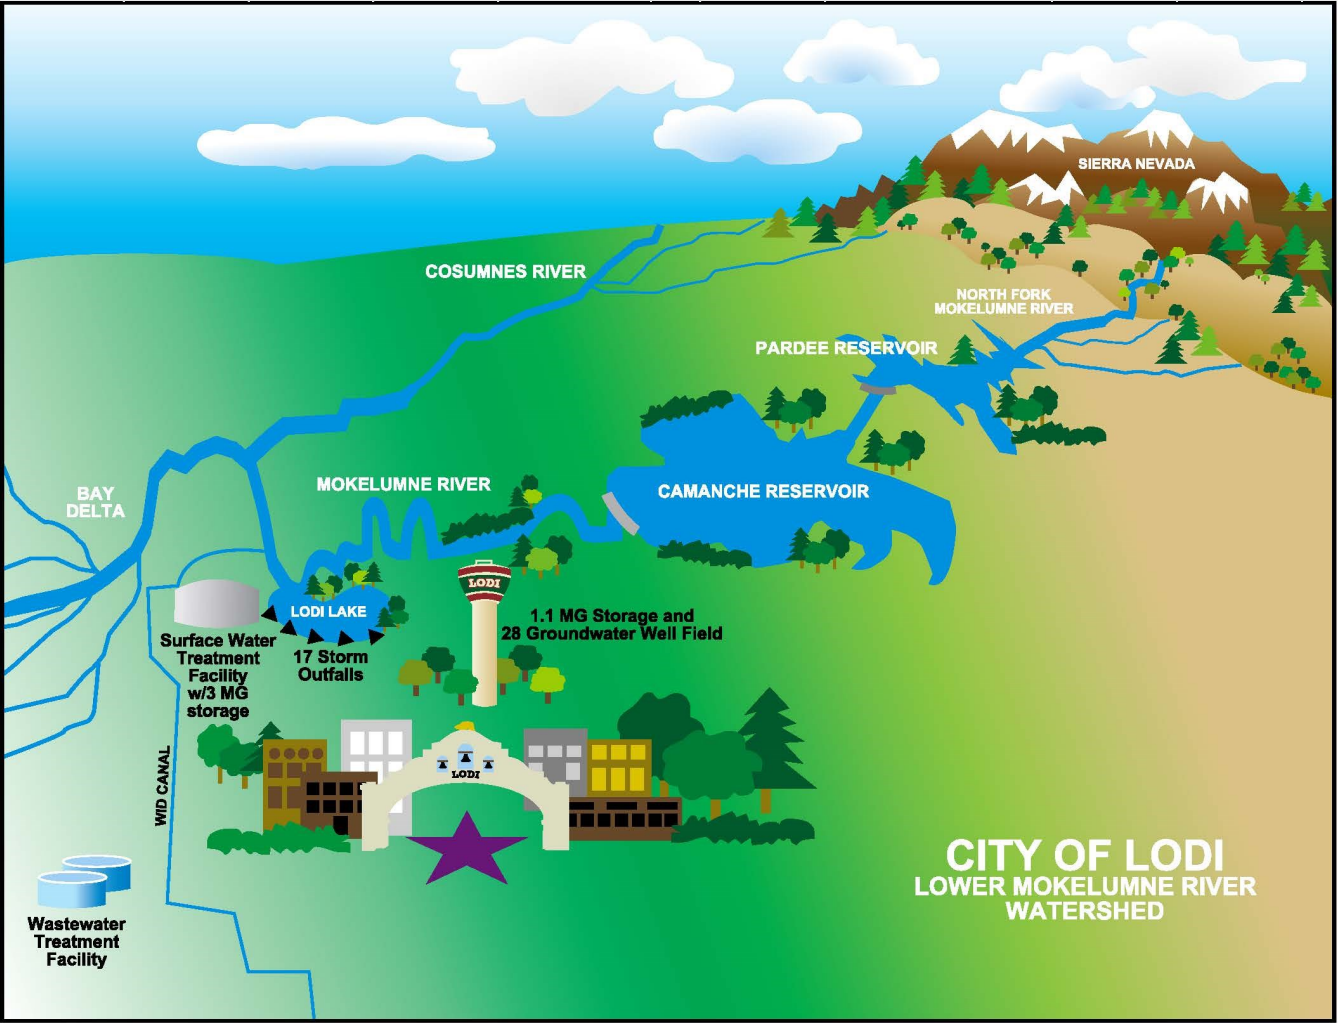 SIERRA NEVADA
COSUMNES RIVER
NORTH FORK
MOKELUMNE RIVER
PARDEE RESERVOIR
MOKELUMNE RIVER
CAMANCHE RESERVOIR
BAY
DELTA
LODI
LODI LAKE
1.1 MG Storage and
28 Groundwater Well Field
Surface Water
Treatment
Facility
w/3 MG
storage
17 Storm
Outfalls
WID CANAL
LODI
CITY OF LODI
LOWER MOKELUMNE RIVER
WATERSHED
Wastewater
Treatment
Facility